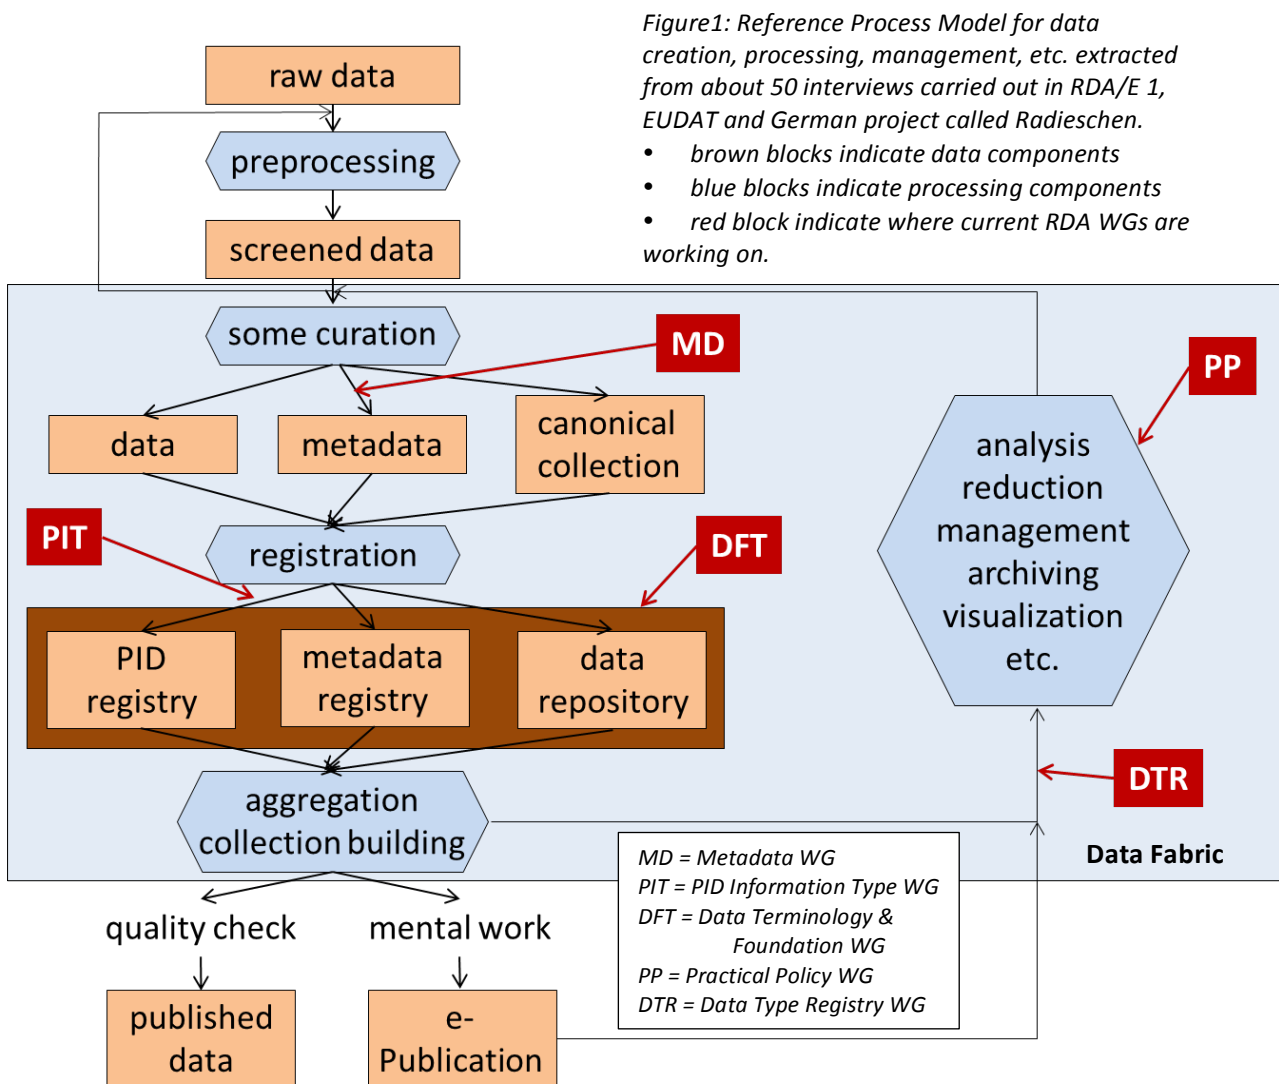 Figure1: Reference Process Model for data
creation, processing, management, etc. extracted
from about 50 interviews carried out in RDA/E 1,
EUDAT and German project called Radieschen.
• brown blocks indicate data components
• blue blocks indicate processing components
• red block indicate where current RDA WGs are
working on.
raw data
preprocessing
screened data
some curation
MD
PP
data
metadata
canonical
collection
analysis
reduction
management
archiving
visualization
etc.
PIT
registration
DFT
PID
registry
metadata
registry
data
repository
DTR
aggregation
collection building
Data Fabric
MD = Metadata WG
PIT = PID Information Type WG
DFT = Data Terminology &
Foundation WG
PP = Practical Policy WG
DTR = Data Type Registry WG
quality check
mental work
published
data
e-
Publication